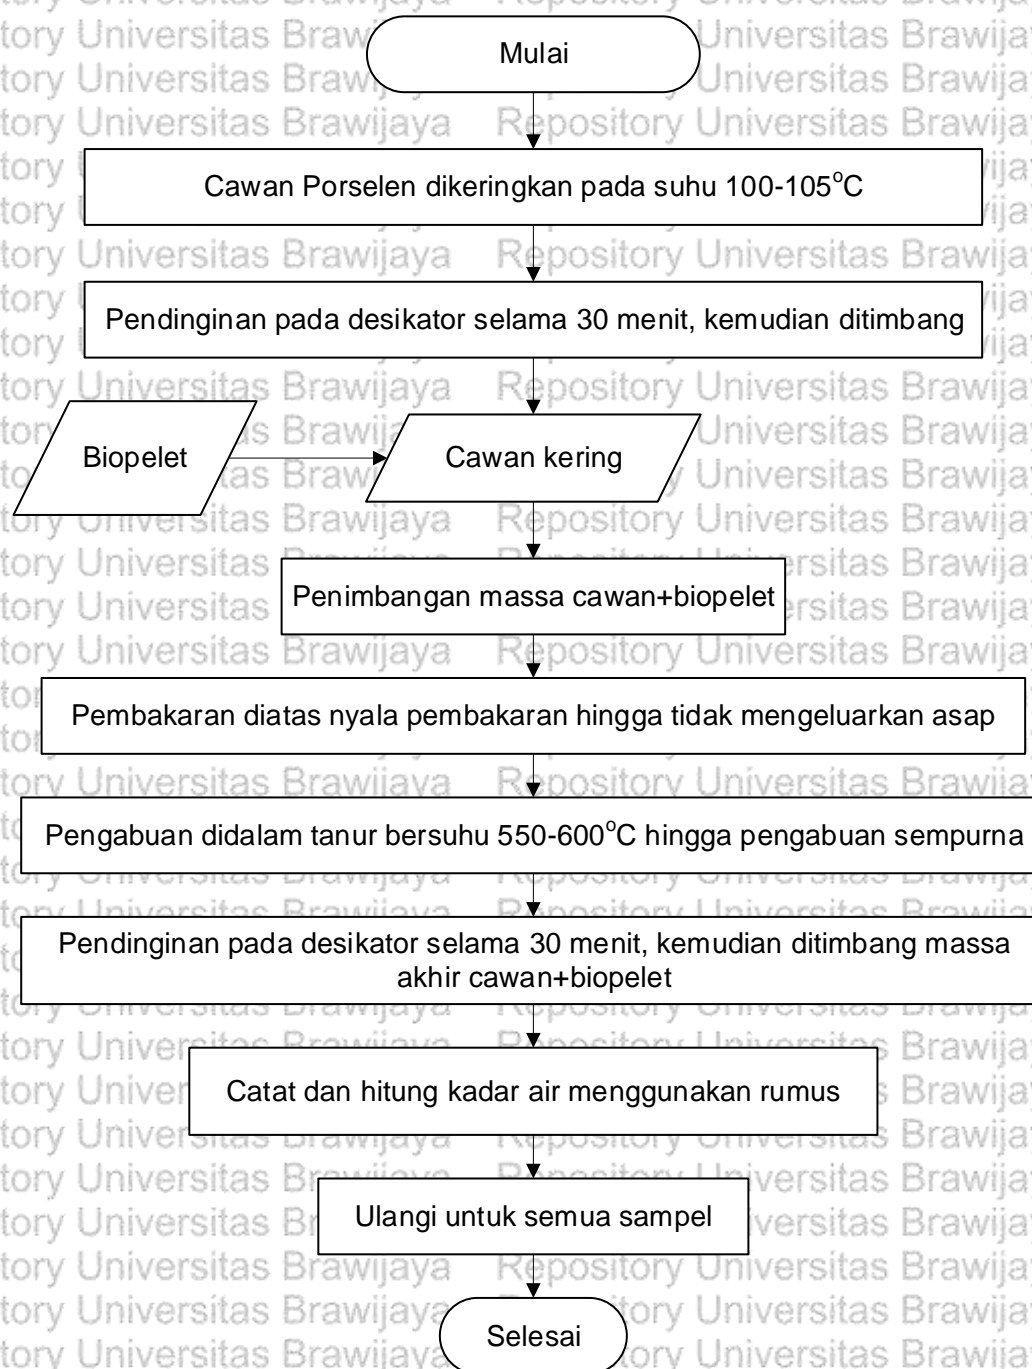 Mulai
Cawan Porselen dikeringkan pada suhu 100-105°C
Pendinginan pada desikator selama 30 menit, kemudian ditimbang
Biopelet
Cawan kering
Penimbangan massa cawan+biopelet
Pembakaran diatas nyala pembakaran hingga tidak mengeluarkan asap
Pengabuan didalam tanur bersuhu 550-600°C hingga pengabuan sempurna
Pendinginan pada desikator selama 30 menit, kemudian ditimbang massa
akhir cawan+biopelet
Catat dan hitung kadar air menggunakan rumus
Ulangi untuk semua sampel
Selesai